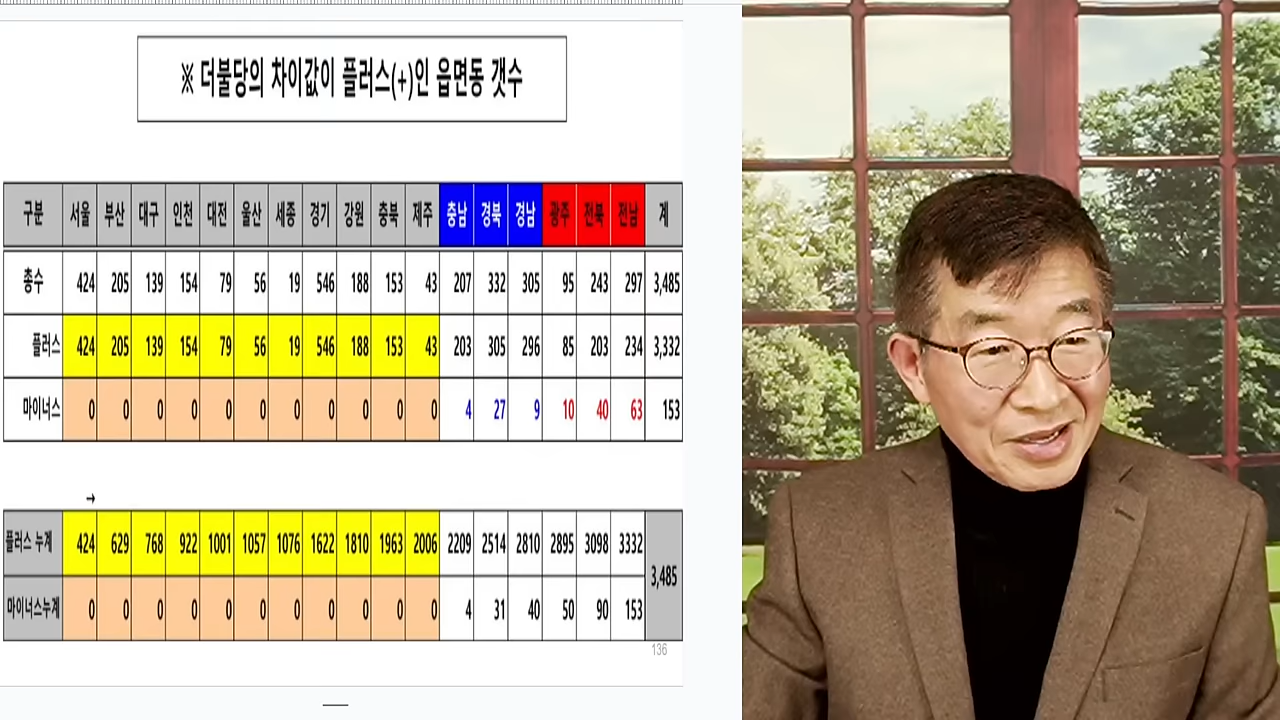 ※ 더불당의 차이값이 플러스(+)인 읍면동 갯수
구분 서울 부산 대구 인천 대전 울산 세종 경기 강원 충북 제주 충남 경북 경남 광주 전북 전남 계
총수 424 205 139 154 79 56 19 546 188 153 43 207 332 305 95 243 297 3,485
플러스 424 205 139 154 79 56 19 546 188 153 43 203 305 296 85 203 234 3,332
마이너스 0 0 0 0 0 0 0 0 0 0 0 4 27 9 10 40 63 153
→
플러스 누계 424 629 768 922 1001 1057 1076 1622 1810 1963 2006 2209 2514 2810 2895 3098 3332
3,485
마이너스누계 0 0 0 0 0 0 0 0 0 0 0 4 31 40 50 90 153
136